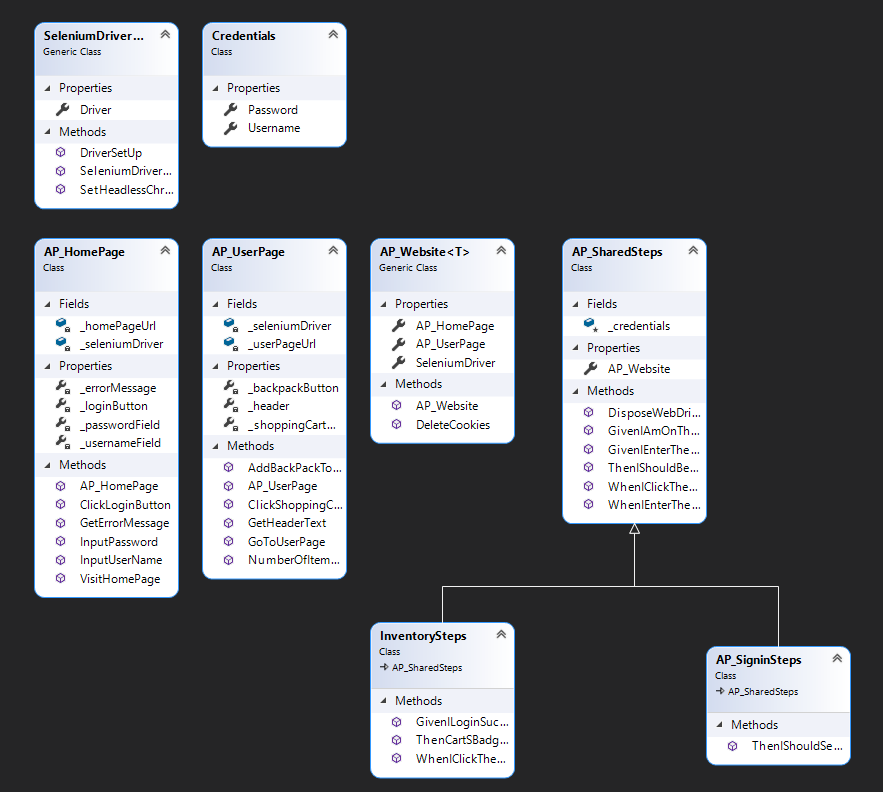 SeleniumDriver...
Generic Class
Properties
Driver
Methods
DriverSetUp
SeleniumDriver...
SetHeadlessChr...
Credentials
Class
Properties
Password
Username
AP_HomePage
Class
Fields
_homePageUrl
_seleniumDriver
Properties
_errorMessage
_loginButton
_passwordField
_usernameField
Methods
AP_HomePage
ClickLoginButton
GetErrorMessage
InputPassword
InputUserName
VisitHomePage
AP_UserPage
Class
Fields
_seleniumDriver
_userPageUrl
Properties
_backpackButton
_header
_shoppingCart...
Methods
AddBackPackTo...
AP_UserPage
ClickShoppingC...
GetHeaderText
GoToUserPage
NumberOfItem...
AP_Website<T>
Generic Class
Properties
AP_HomePage
AP_UserPage
SeleniumDriver
Methods
AP_Website
DeleteCookies
AP_SharedSteps
Class
Fields
_credentials
Properties
AP_Website
Methods
DisposeWebDri...
GivenIAmOnTh...
GivenIEnterThe...
ThenIShouldBe...
WhenIClickThe...
WhenIEnterThe...
InventorySteps
Class
AP_SharedSteps
Methods
GivenILoginSuc...
ThenCartSBadg...
WhenIClickThe...
AP_SigninSteps
Class
AP_SharedSteps
Methods
ThenIShouldSe...